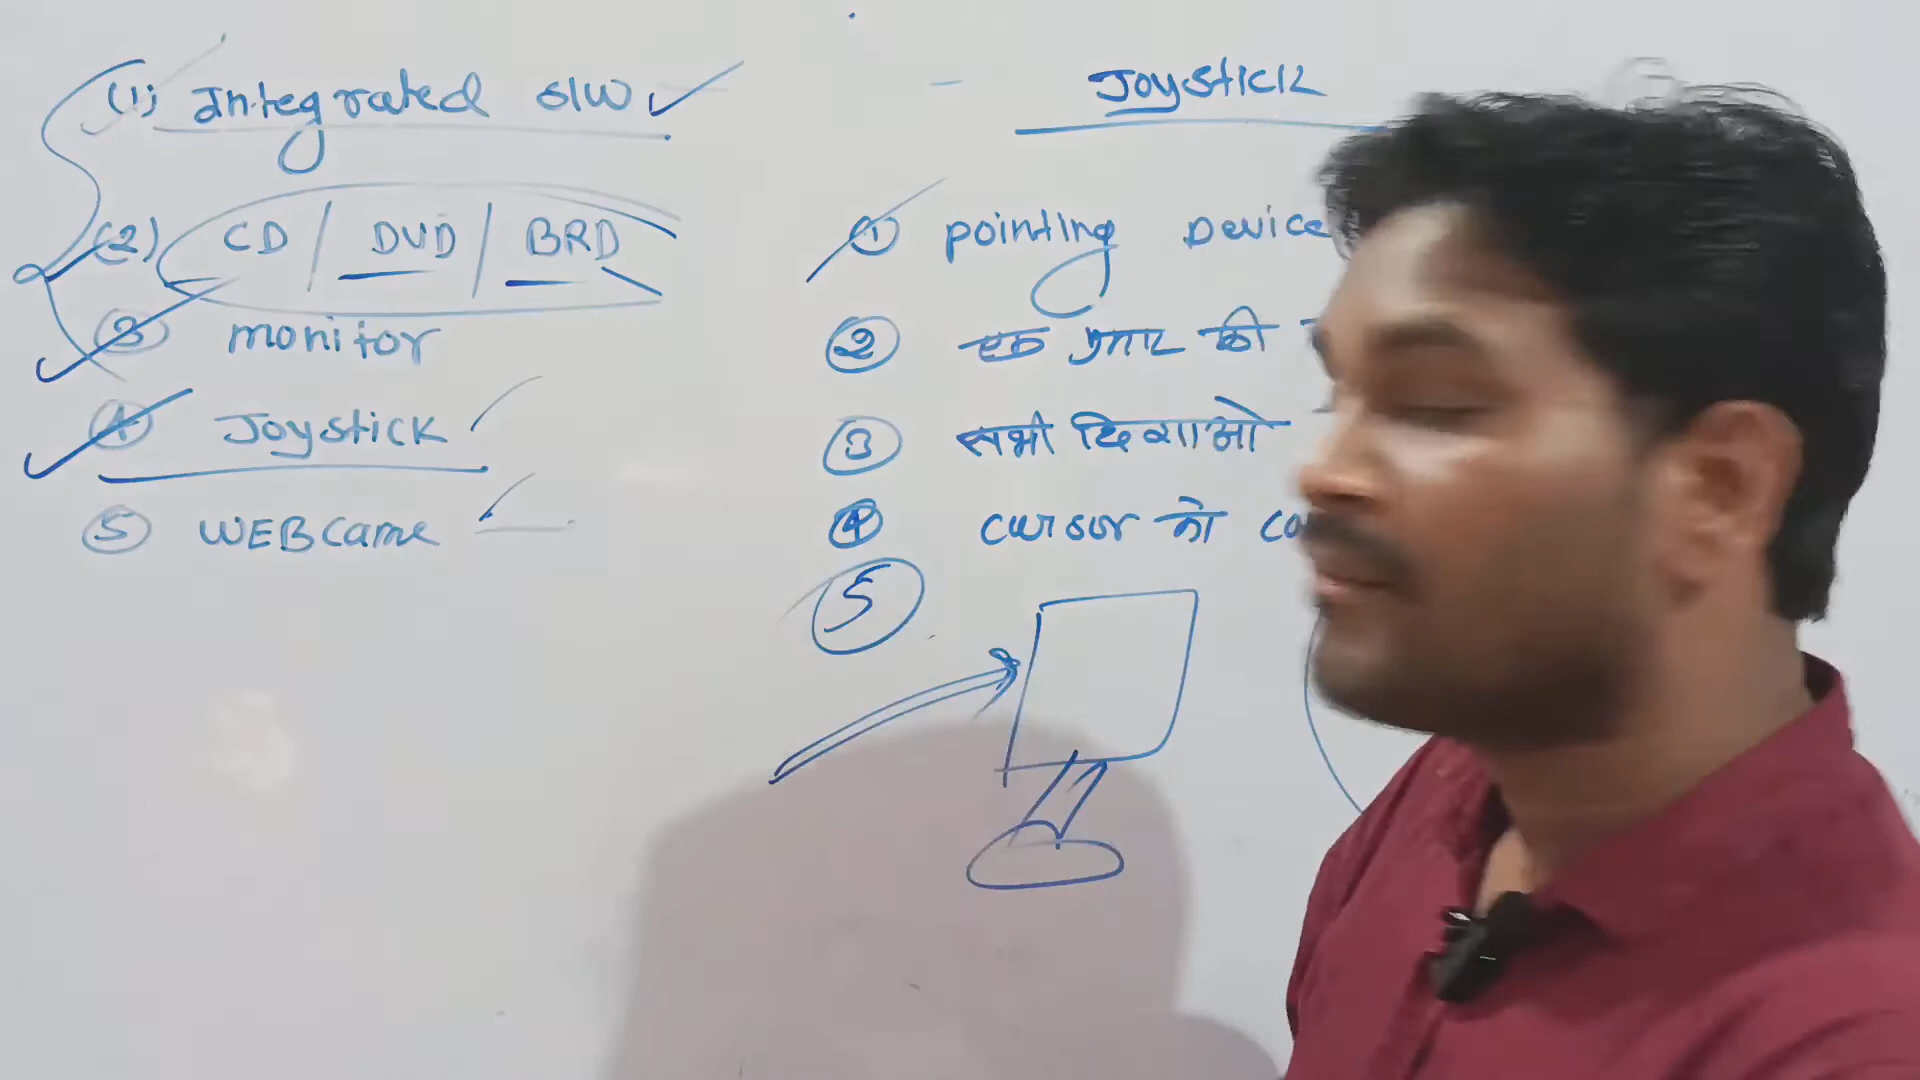 (1) Integrated S/W
(2) CD / DVD / BRD
③ monitor
④ Joystick
⑤ WEBcame
Joystick
① pointing Device
② एक प्रकार की
③ सभी दिशाओ
④ cursor को
⑤